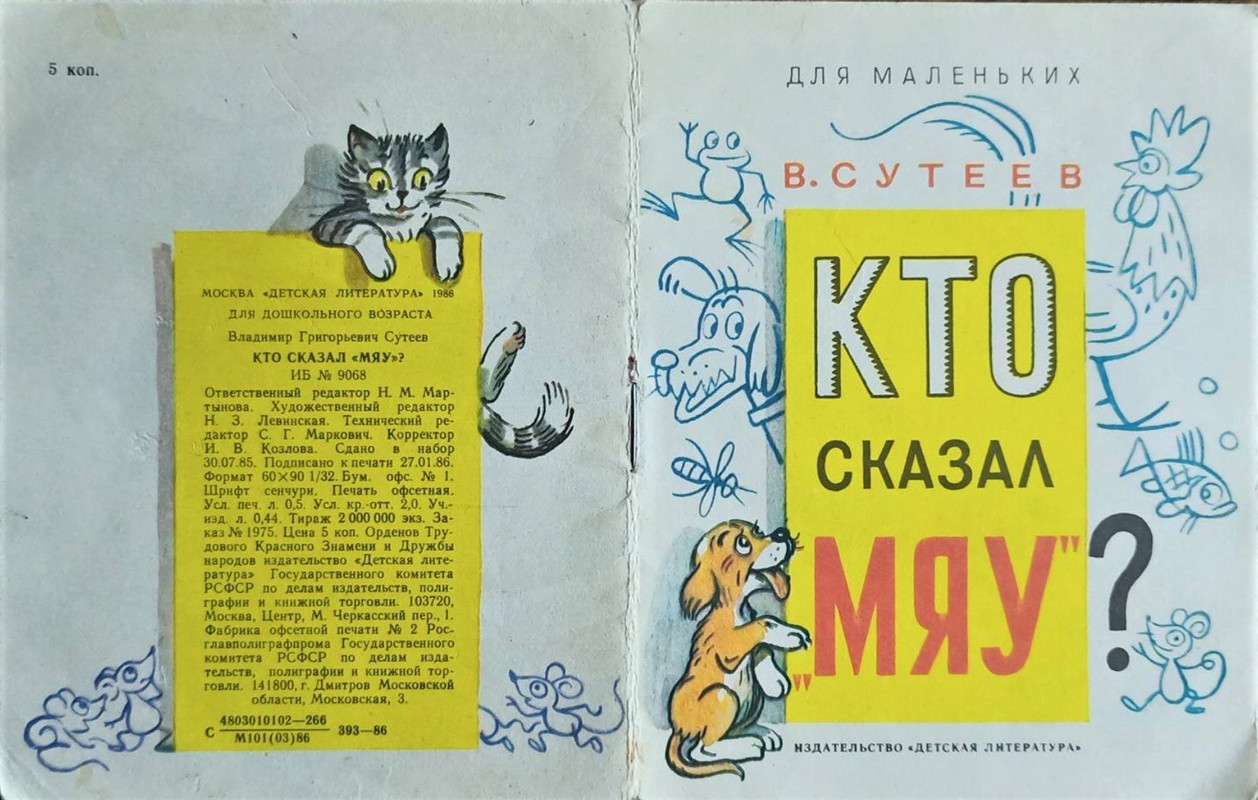 5 коп.
МОСКВА «ДЕТСКАЯ ЛИТЕРАТУРА» 1986
ДЛЯ ДОШКОЛЬНОГО ВОЗРАСТА
Владимир Григорьевич Сутеев
КТО СКАЗАЛ «МЯУ»?
ИБ № 9068
Ответственный редактор Н. М. Мар-
тынова. Художественный редактор
Н. З. Левинская. Технический ре-
дактор С. Г. Маркович. Корректор
И. В. Козлова. Сдано в набор
30.07.85. Подписано к печати 27.01.86.
Формат 60×90 1/32. Бум. офс. № 1.
Шрифт сенчури. Печать офсетная.
Усл. печ. л. 0,5. Усл. кр.-отт. 2,0. Уч.-
изд. л. 0,44. Тираж 2 000 000 экз. За-
каз № 1975. Цена 5 коп. Орденов Тру-
дового Красного Знамени и Дружбы
народов издательство «Детская лите-
ратура» Государственного комитета
РСФСР по делам издательств, поли-
графии и книжной торговли. 103720,
Москва, Центр, М. Черкасский пер., 1.
Фабрика офсетной печати № 2 Рос-
главполиграфпрома Государственного
комитета РСФСР по делам изда-
тельств, полиграфии и книжной тор-
говли. 141800, г. Дмитров Московской
области, Московская, 3.
С 4803010102—266
М101(03)86
393—86
ДЛЯ МАЛЕНЬКИХ
В. СУТЕЕВ
КТО
СКАЗАЛ
„МЯУ"?
ИЗДАТЕЛЬСТВО «ДЕТСКАЯ ЛИТЕРАТУРА»